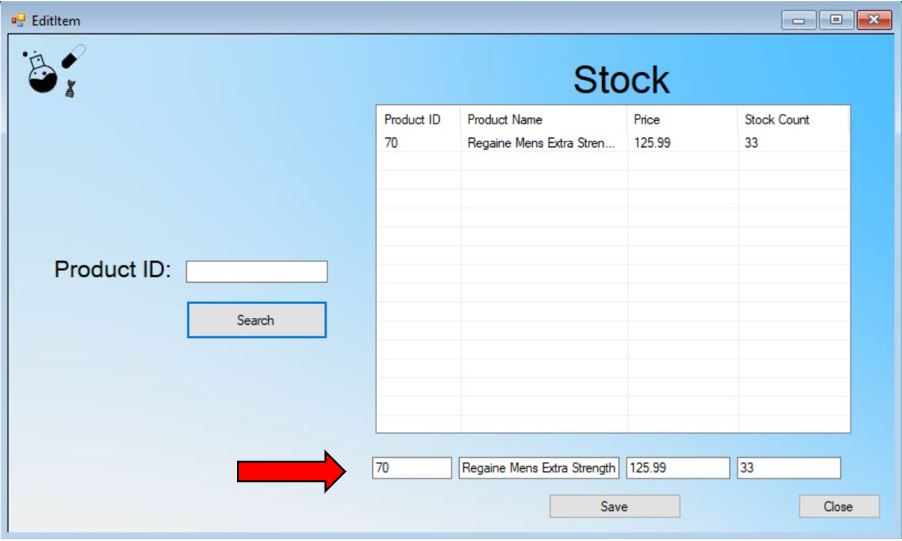 EditItem
Stock
Product ID Product Name Price Stock Count
70 Regaine Mens Extra Stren... 125.99 33
Product ID:
Search
70 Regaine Mens Extra Strength 125.99 33
Save Close